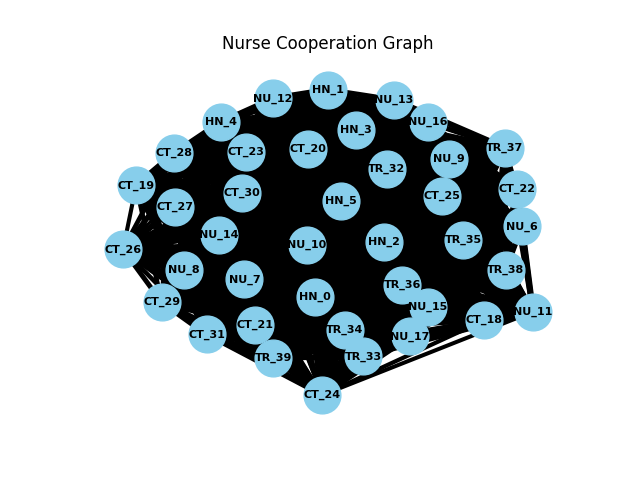 Nurse Cooperation Graph
HN_1
NU_12
NU_13
HN_4
NU_16
HN_3
CT_20
TR_37
CT_28
CT_23
NU_9
TR_32
CT_19
CT_22
CT_30
CT_25
HN_5
CT_27
NU_6
NU_14
TR_35
HN_2
NU_10
CT_26
NU_8
TR_38
NU_7
TR_36
HN_0
CT_29
NU_15
NU_11
CT_18
CT_21
TR_34
CT_31
NU_17
TR_33
TR_39
CT_24